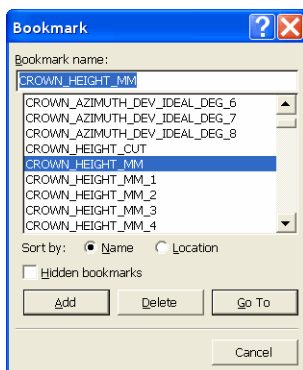 Bookmark
Bookmark name:
CROWN_HEIGHT_MM
CROWN_AZIMUTH_DEV_IDEAL_DEG_6
CROWN_AZIMUTH_DEV_IDEAL_DEG_7
CROWN_AZIMUTH_DEV_IDEAL_DEG_8
CROWN_HEIGHT_CUT
CROWN_HEIGHT_MM
CROWN_HEIGHT_MM_1
CROWN_HEIGHT_MM_2
CROWN_HEIGHT_MM_3
CROWN_HEIGHT_MM_4
Sort by: Name Location
Hidden bookmarks
Add Delete Go To
Cancel